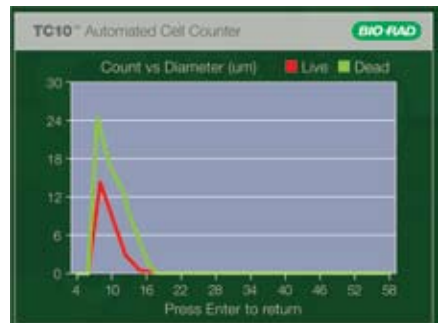 TC10™ Automated Cell Counter BIO-RAD
Count vs Diameter (um) Live Dead
30
24
18
12
6
0
4 10 16 22 28 34 40 46 52 58
Press Enter to return